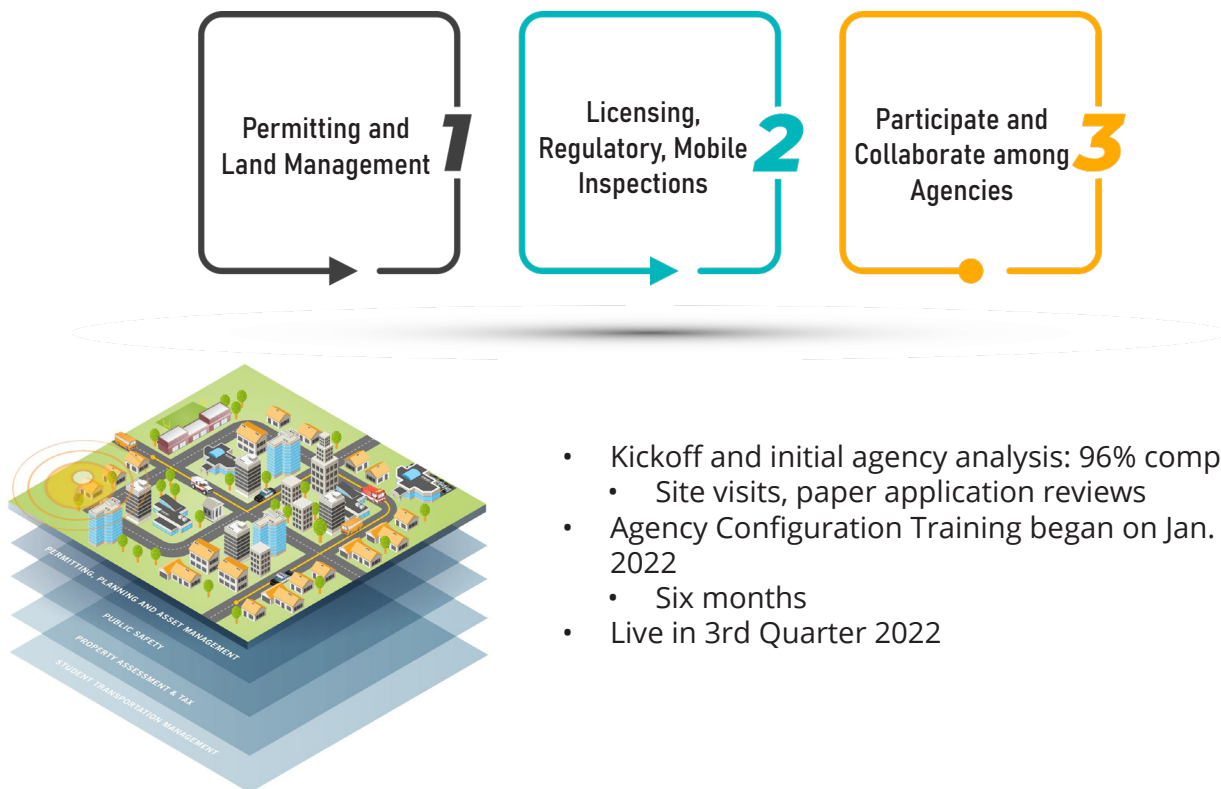 Permitting and
Land Management
1
Licensing,
Regulatory, Mobile
Inspections
2
Participate and
Collaborate among
Agencies
3
PERMITTING, PLANNING AND ASSET MANAGEMENT
PUBLIC SAFETY
PROPERTY ASSESSMENT & TAX
STUDENT TRANSPORTATION MANAGEMENT
• Kickoff and initial agency analysis: 96% comp
• Site visits, paper application reviews
• Agency Configuration Training began on Jan.
2022
• Six months
• Live in 3rd Quarter 2022